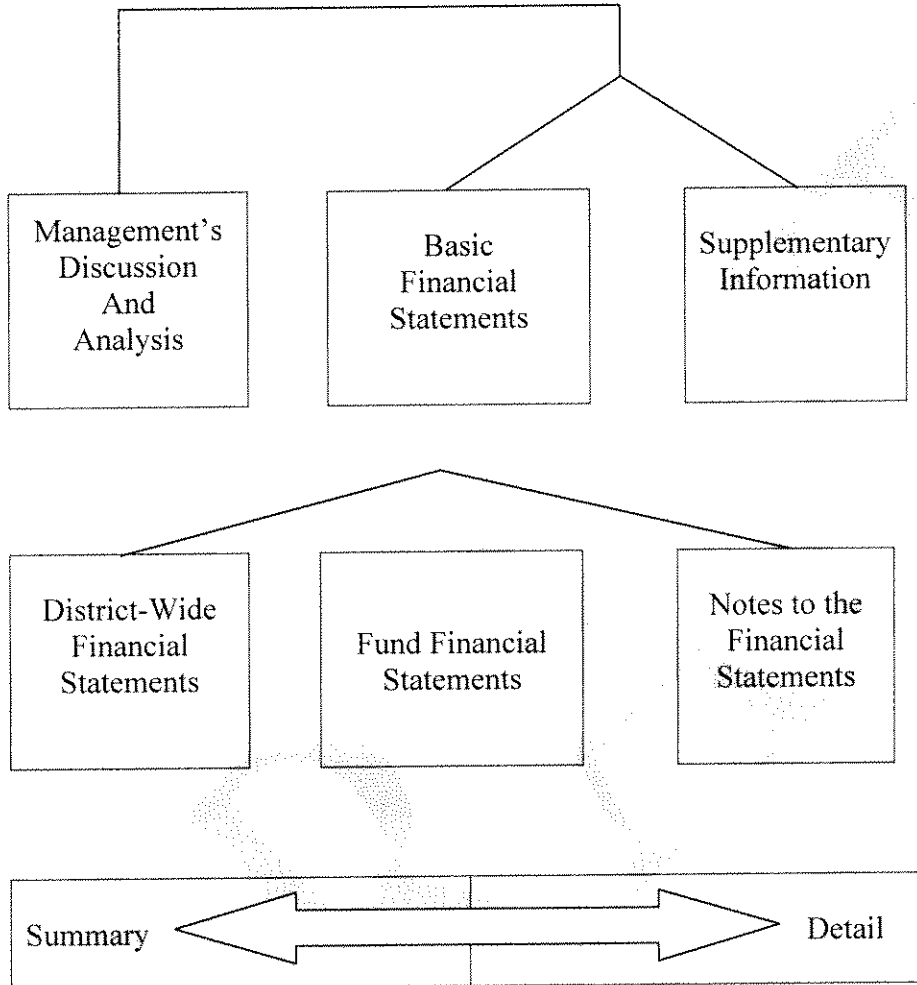 Management's
Discussion
And
Analysis
Basic
Financial
Statements
Supplementary
Information
District-Wide
Financial
Statements
Fund Financial
Statements
Notes to the
Financial
Statements
Summary
Detail